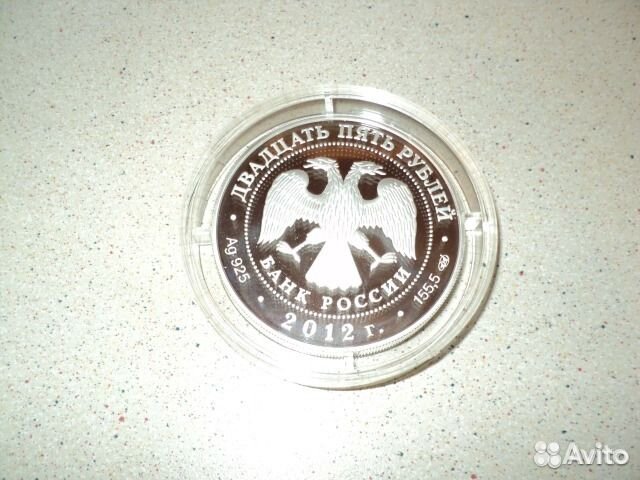 ДВАДЦАТЬ ПЯТЬ РУБЛЕЙ
БАНК РОССИИ
Ag 925
• 2012 г. •
155,5
Avito